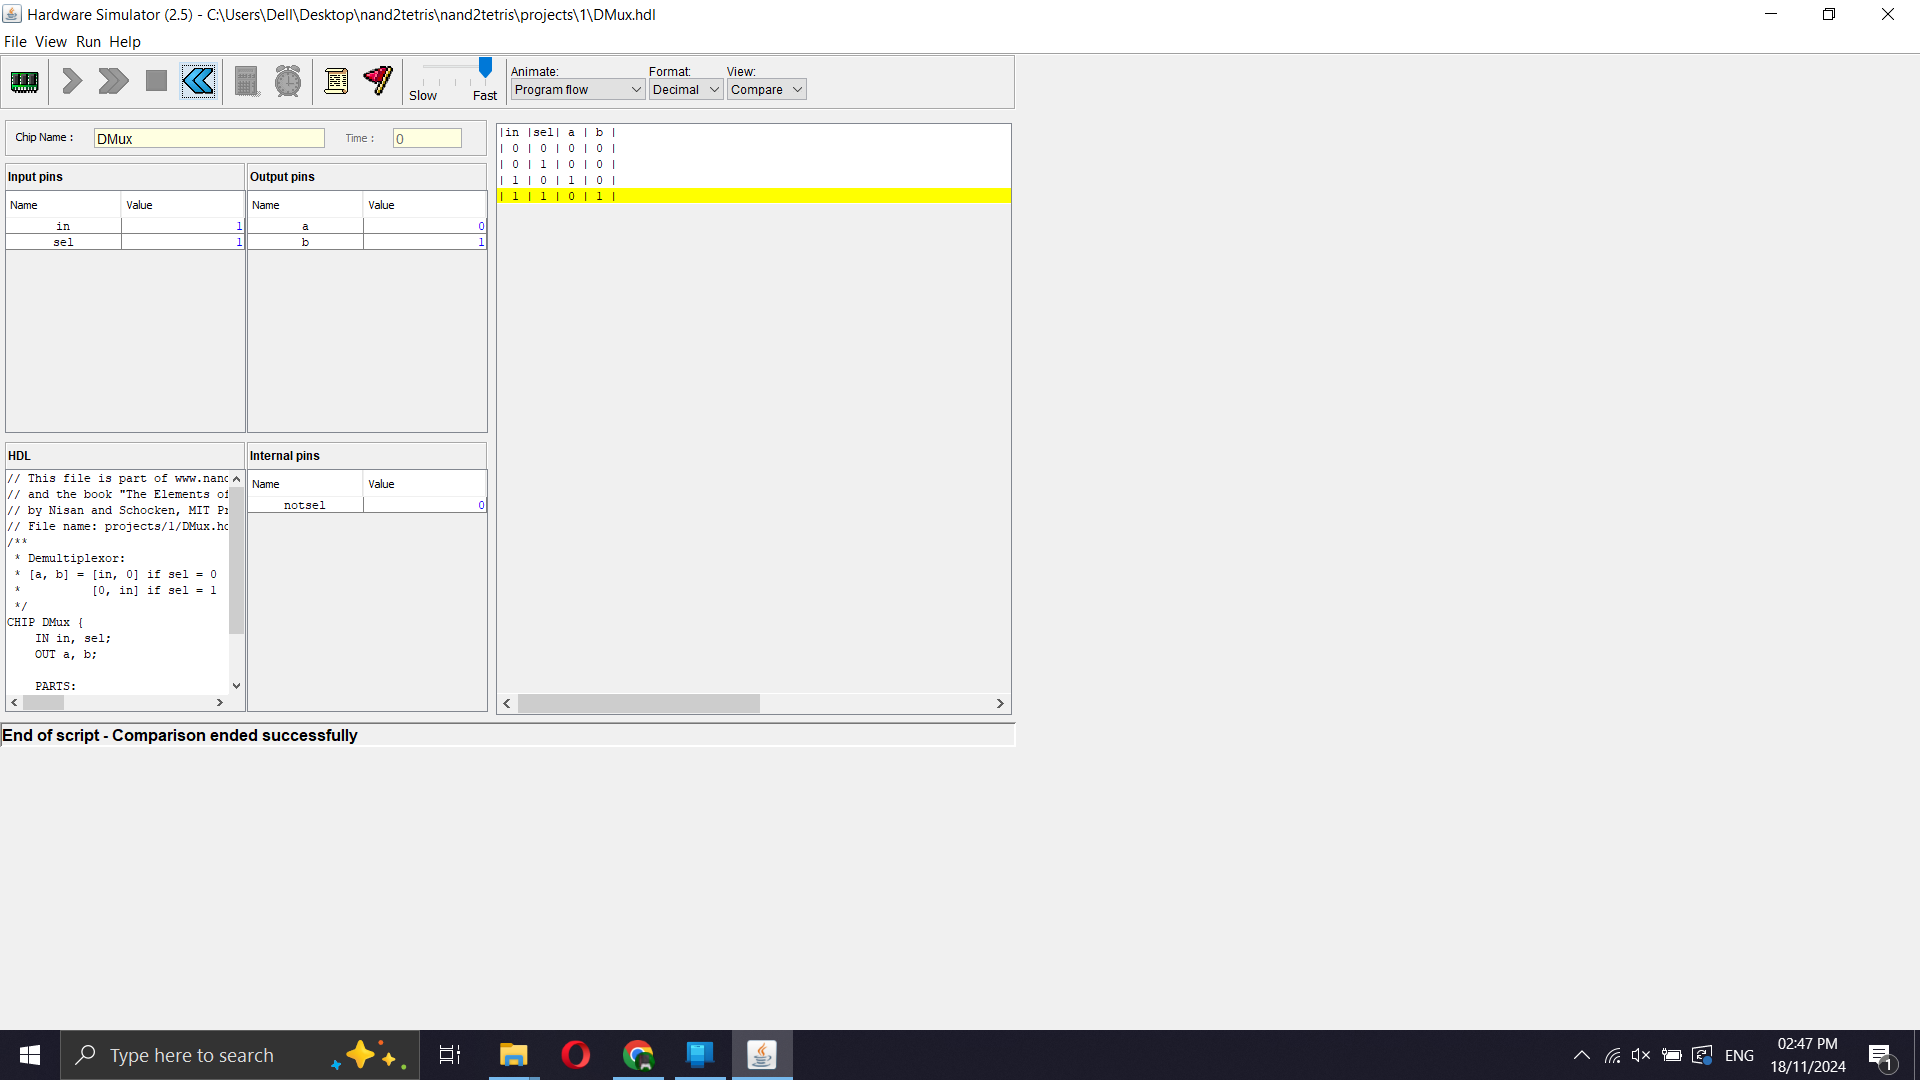 Hardware Simulator (2.5) - C:\Users\Dell\Desktop\nand2tetris\nand2tetris\projects\1\DMux.hdl
File View Run Help
Animate: Format: View:
Program flow Decimal Compare
Slow Fast
Chip Name : DMux Time : 0
Input pins
Name Value
in 1
sel 1
Output pins
Name Value
a 0
b 1
|in |sel| a | b |
| 0 | 0 | 0 | 0 |
| 0 | 1 | 0 | 0 |
| 1 | 0 | 1 | 0 |
| 1 | 1 | 0 | 1 |
HDL
// This file is part of www.nand
// and the book "The Elements of
// by Nisan and Schocken, MIT Pr
// File name: projects/1/DMux.hd
/**
* Demultiplexor:
* [a, b] = [in, 0] if sel = 0
* [0, in] if sel = 1
*/
CHIP DMux {
IN in, sel;
OUT a, b;
PARTS:
Internal pins
Name Value
notsel 0
End of script - Comparison ended successfully
Type here to search
ENG
02:47 PM
18/11/2024
1